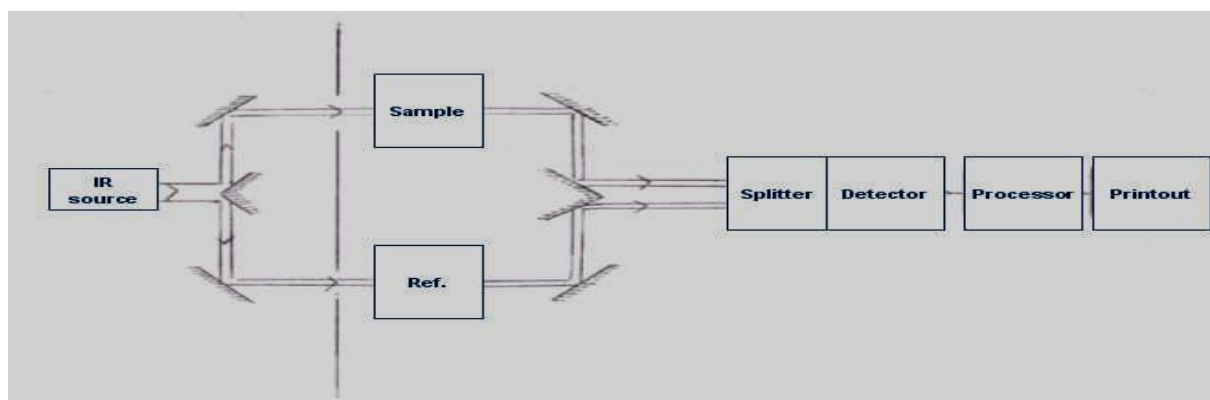 Sample
IR
source
Splitter
Detector
Processor
Printout
Ref.